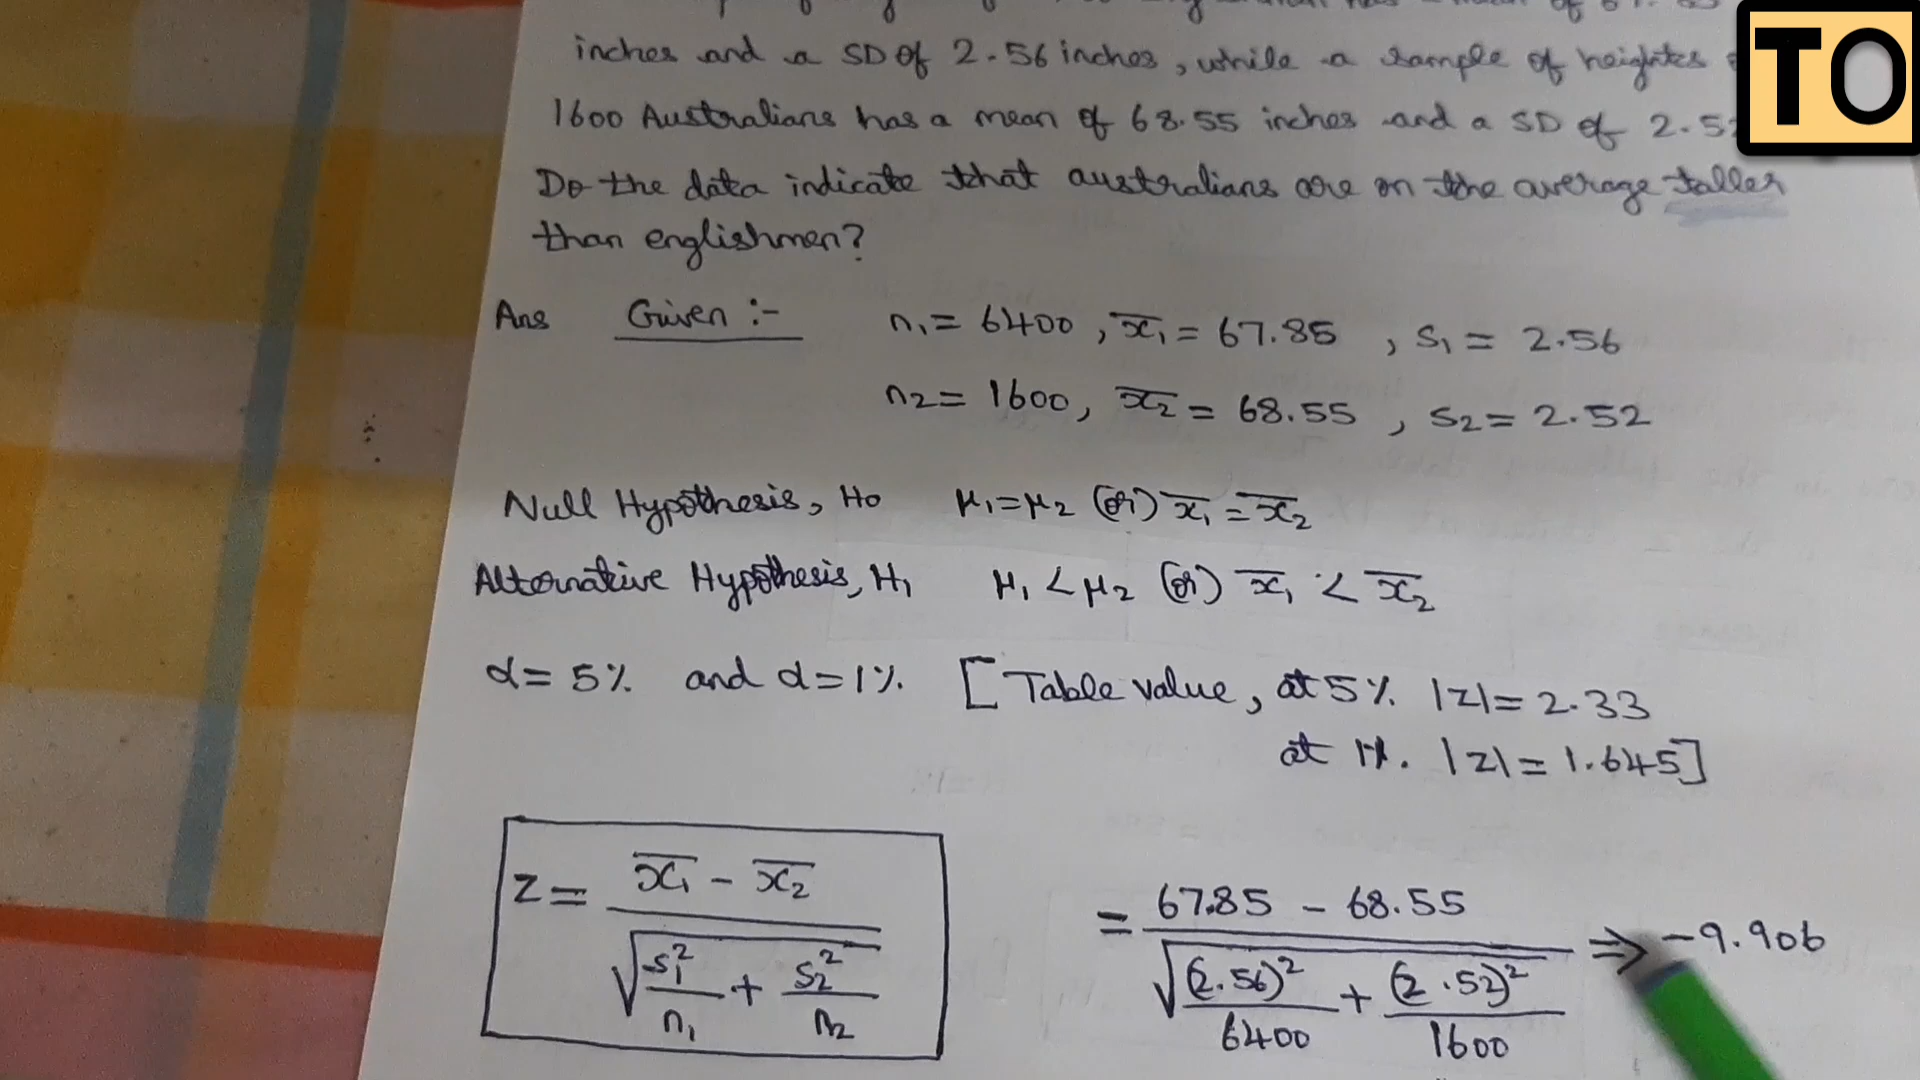 inches and a SD of 2.56 inches, while a sample of heights
TO
1600 Australians has a mean of 68.55 inches and a SD of 2.5
Do the data indicate that australians are on the average taller
than englishmen?
Ans Given :- n₁ = 6400, x̄₁ = 67.85, s₁ = 2.56
n₂ = 1600, x̄₂ = 68.55, s₂ = 2.52
Null Hypothesis, H₀ μ₁=μ₂ (or) x̄₁ = x̄₂
Alternative Hypothesis, H₁ μ₁ < μ₂ (or) x̄₁ < x̄₂
α = 5% and α = 1% [Table value, at 5% |z| = 2.33
at 1%. |z| = 1.645]
z = (x̄₁ - x̄₂) / √(s₁²/n₁ + s₂²/n₂) = (67.85 - 68.55) / √((2.56)²/6400 + (2.52)²/1600) ⇒ -9.906